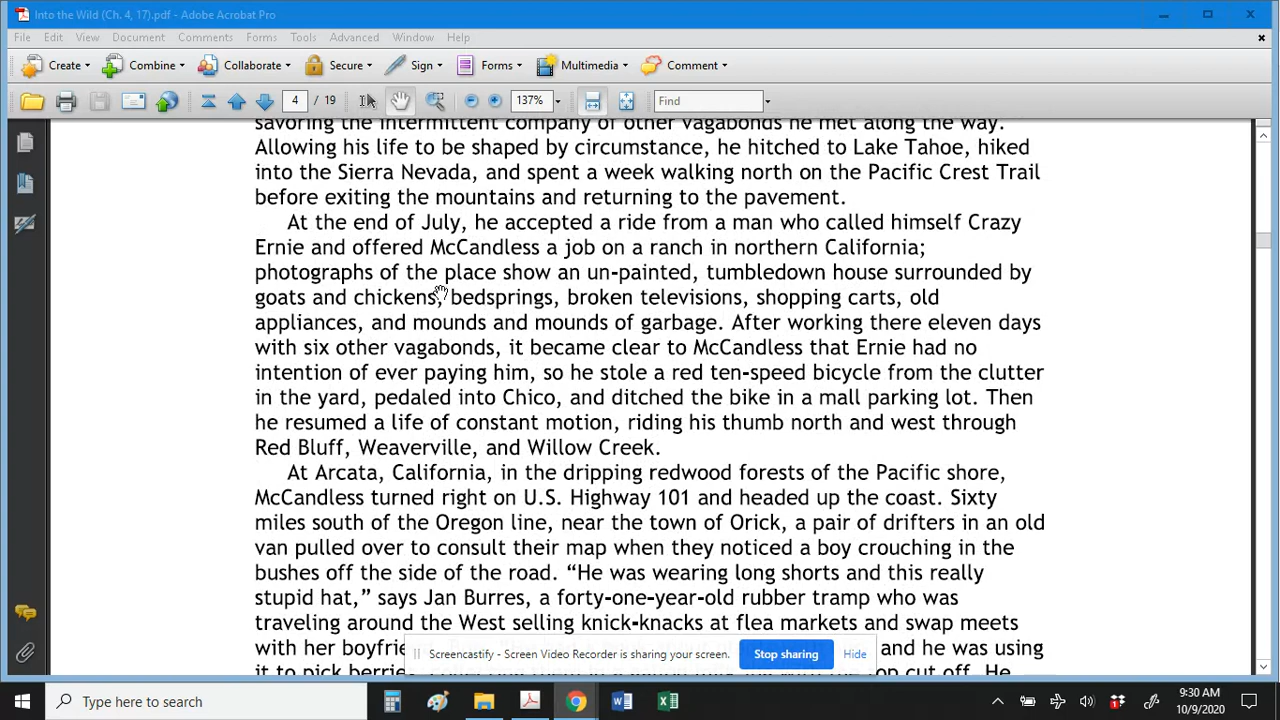 Into the Wild (Ch. 4, 17).pdf - Adobe Acrobat Pro
File Edit View Document Comments Forms Tools Advanced Window Help
Create Combine Collaborate Secure Sign Forms Multimedia Comment
4 / 19 137% Find
savoring the intermittent company of other vagabonds he met along the way.
Allowing his life to be shaped by circumstance, he hitched to Lake Tahoe, hiked
into the Sierra Nevada, and spent a week walking north on the Pacific Crest Trail
before exiting the mountains and returning to the pavement.
At the end of July, he accepted a ride from a man who called himself Crazy
Ernie and offered McCandless a job on a ranch in northern California;
photographs of the place show an un-painted, tumbledown house surrounded by
goats and chickens, bedsprings, broken televisions, shopping carts, old
appliances, and mounds and mounds of garbage. After working there eleven days
with six other vagabonds, it became clear to McCandless that Ernie had no
intention of ever paying him, so he stole a red ten-speed bicycle from the clutter
in the yard, pedaled into Chico, and ditched the bike in a mall parking lot. Then
he resumed a life of constant motion, riding his thumb north and west through
Red Bluff, Weaverville, and Willow Creek.
At Arcata, California, in the dripping redwood forests of the Pacific shore,
McCandless turned right on U.S. Highway 101 and headed up the coast. Sixty
miles south of the Oregon line, near the town of Orick, a pair of drifters in an old
van pulled over to consult their map when they noticed a boy crouching in the
bushes off the side of the road. “He was wearing long shorts and this really
stupid hat,” says Jan Burres, a forty-one-year-old rubber tramp who was
traveling around the West selling knick-knacks at flea markets and swap meets
with her boyfrie and he was using
it to pick berries top cut off. He
Screencastify - Screen Video Recorder is sharing your screen. Stop sharing Hide
Type here to search
9:30 AM
10/9/2020